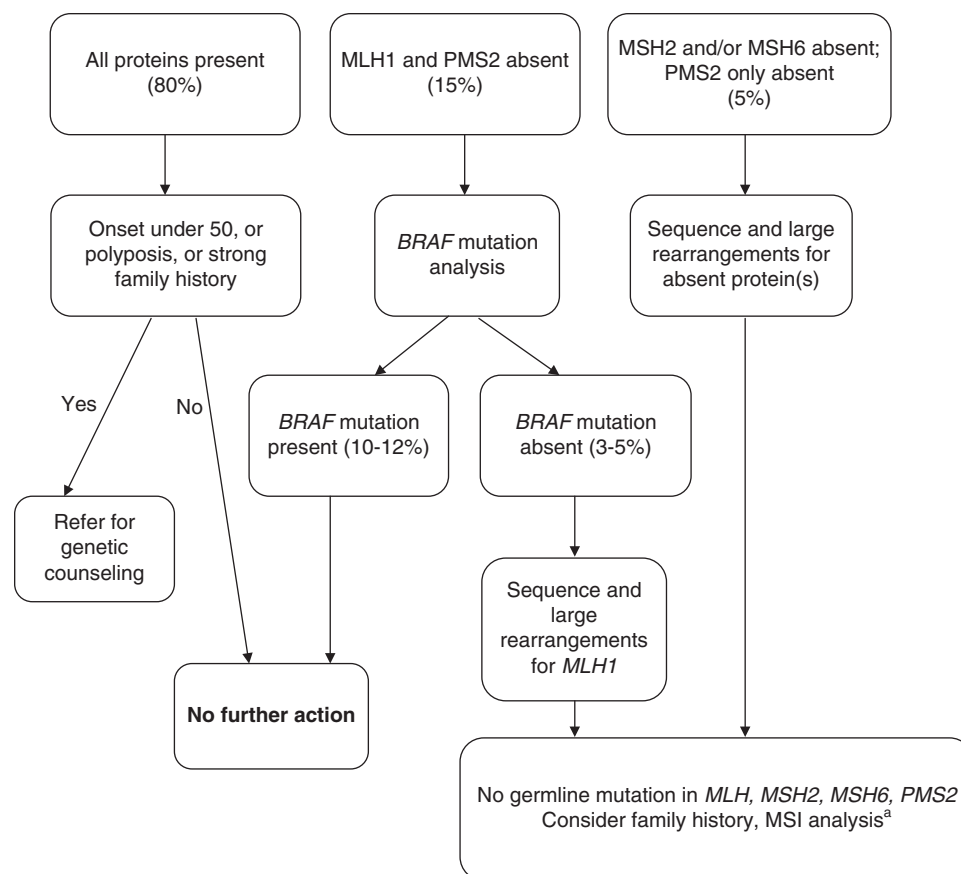 All proteins present
(80%)
MLH1 and PMS2 absent
(15%)
MSH2 and/or MSH6 absent;
PMS2 only absent
(5%)
Onset under 50, or
polyposis, or strong
family history
BRAF mutation
analysis
Sequence and large
rearrangements for
absent protein(s)
Yes
No
BRAF mutation
present (10-12%)
BRAF mutation
absent (3-5%)
Refer for
genetic
counseling
Sequence and
large
rearrangements
for MLH1
No further action
No germline mutation in MLH, MSH2, MSH6, PMS2
Consider family history, MSI analysisᵃ